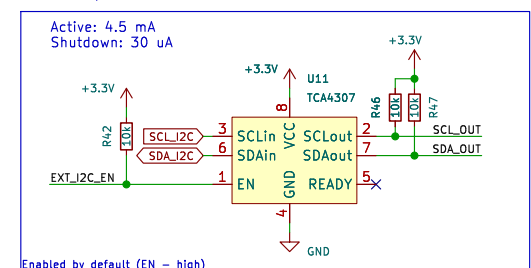 Active: 4.5 mA
Shutdown: 30 uA
+3.3V
+3.3V
U11
+3.3V
TCA4307
8
R46
10k
10k
R47
R42
10k
VCC
SCL_I2C
3
SCLin
SCLout
2
SCL_OUT
SDA_I2C
6
SDAin
SDAout
7
SDA_OUT
EXT_I2C_EN
1
EN
GND
READY
5
4
GND
Enabled by default (EN – high)